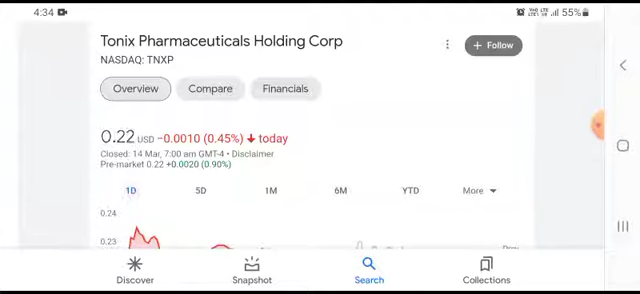 4:34 55%
Tonix Pharmaceuticals Holding Corp
+ Follow
NASDAQ: TNXP
Overview Compare Financials
0.22 USD −0.0010 (0.45%) today
Closed: 14 Mar, 7:00 am GMT-4 • Disclaimer
Pre-market 0.22 +0.0020 (0.90%)
1D 5D 1M 6M YTD More
0.24
0.23
Discover Snapshot Search Collections